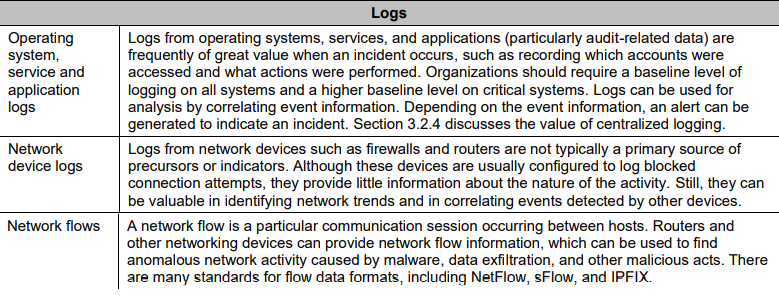 Logs
Operating
system,
service and
application
logs
Logs from operating systems, services, and applications (particularly audit-related data) are
frequently of great value when an incident occurs, such as recording which accounts were
accessed and what actions were performed. Organizations should require a baseline level of
logging on all systems and a higher baseline level on critical systems. Logs can be used for
analysis by correlating event information. Depending on the event information, an alert can be
generated to indicate an incident. Section 3.2.4 discusses the value of centralized logging.
Network
device logs
Logs from network devices such as firewalls and routers are not typically a primary source of
precursors or indicators. Although these devices are usually configured to log blocked
connection attempts, they provide little information about the nature of the activity. Still, they can
be valuable in identifying network trends and in correlating events detected by other devices.
Network flows
A network flow is a particular communication session occurring between hosts. Routers and
other networking devices can provide network flow information, which can be used to find
anomalous network activity caused by malware, data exfiltration, and other malicious acts. There
are many standards for flow data formats, including NetFlow, sFlow, and IPFIX.